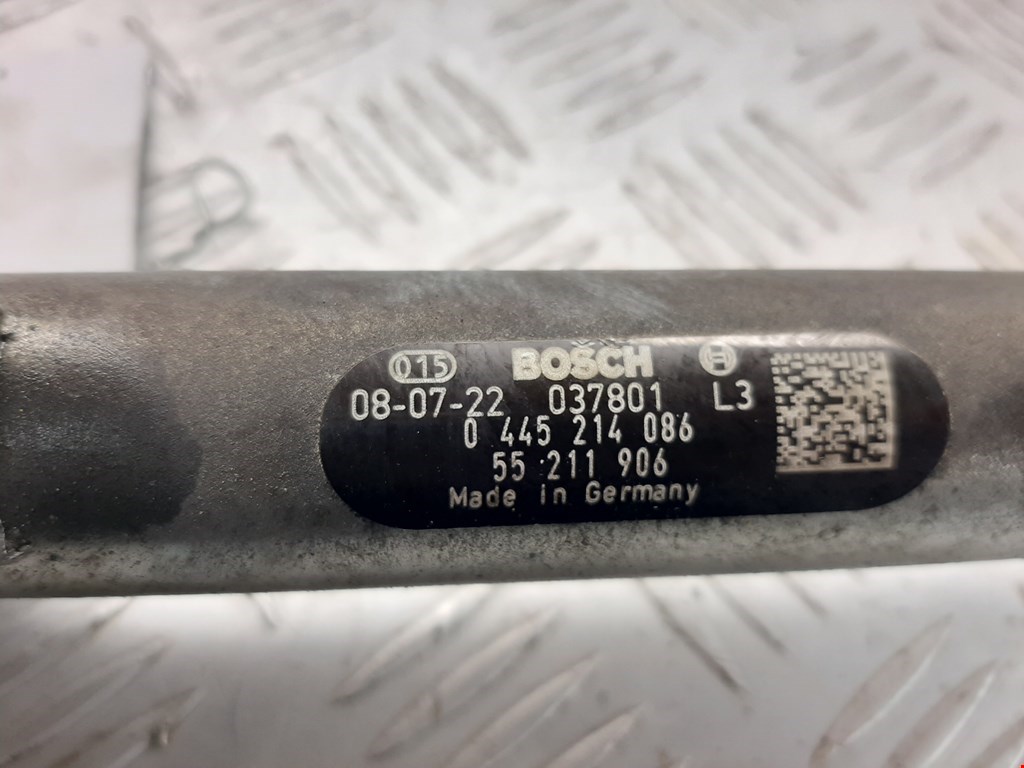 015 BOSCH
08-07-22 037801 L3
0 445 214 086
55 211 906
Made in Germany